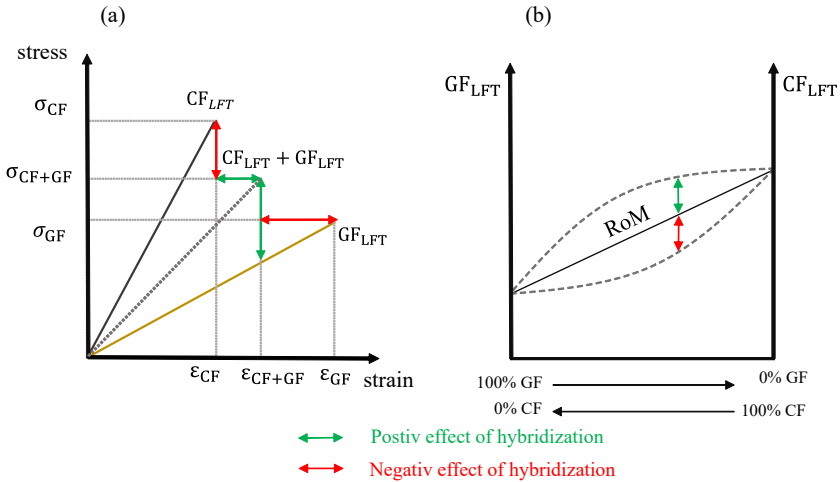 (a)
stress
σCF
σCF+GF
σGF
CFLFT
CFLFT + GFLFT
GFLFT
εCF
εCF+GF
εGF
strain
(b)
GFLFT
CFLFT
RoM
100% GF
0% GF
0% CF
100% CF
Postiv effect of hybridization
Negativ effect of hybridization